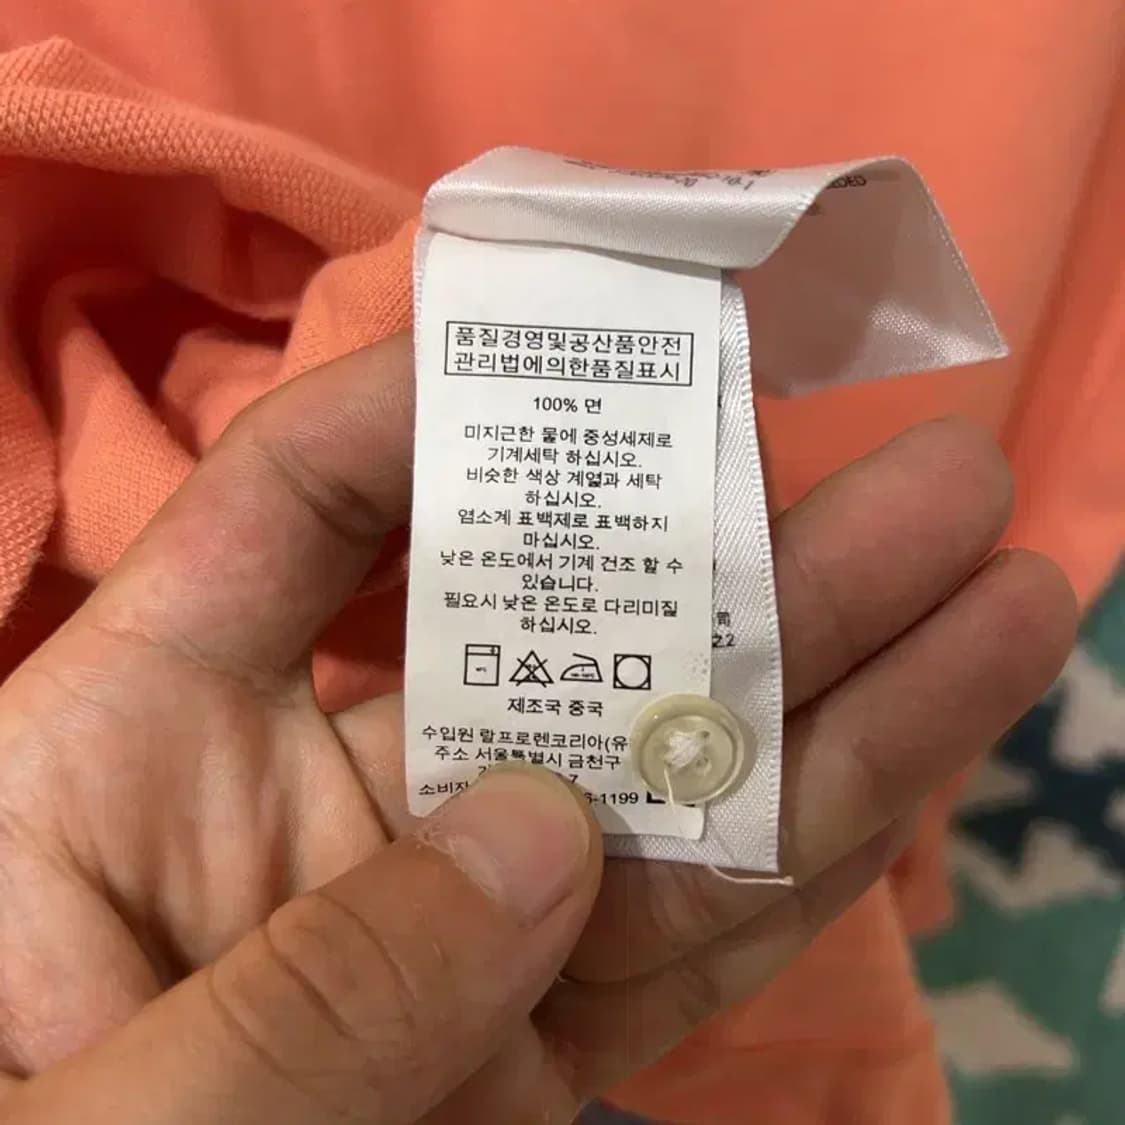 품질경영및공산품안전
관리법에의한품질표시
100% 면
미지근한 물에 중성세제로
기계세탁 하십시오.
비슷한 색상 계열과 세탁
하십시오.
염소계 표백제로 표백하지
마십시오.
낮은 온도에서 기계 건조 할 수
있습니다.
필요시 낮은 온도로 다리미질
하십시오.
제조국 중국
수입원 랄프로렌코리아(유
주소 서울특별시 금천구
7
소비자
6-1199